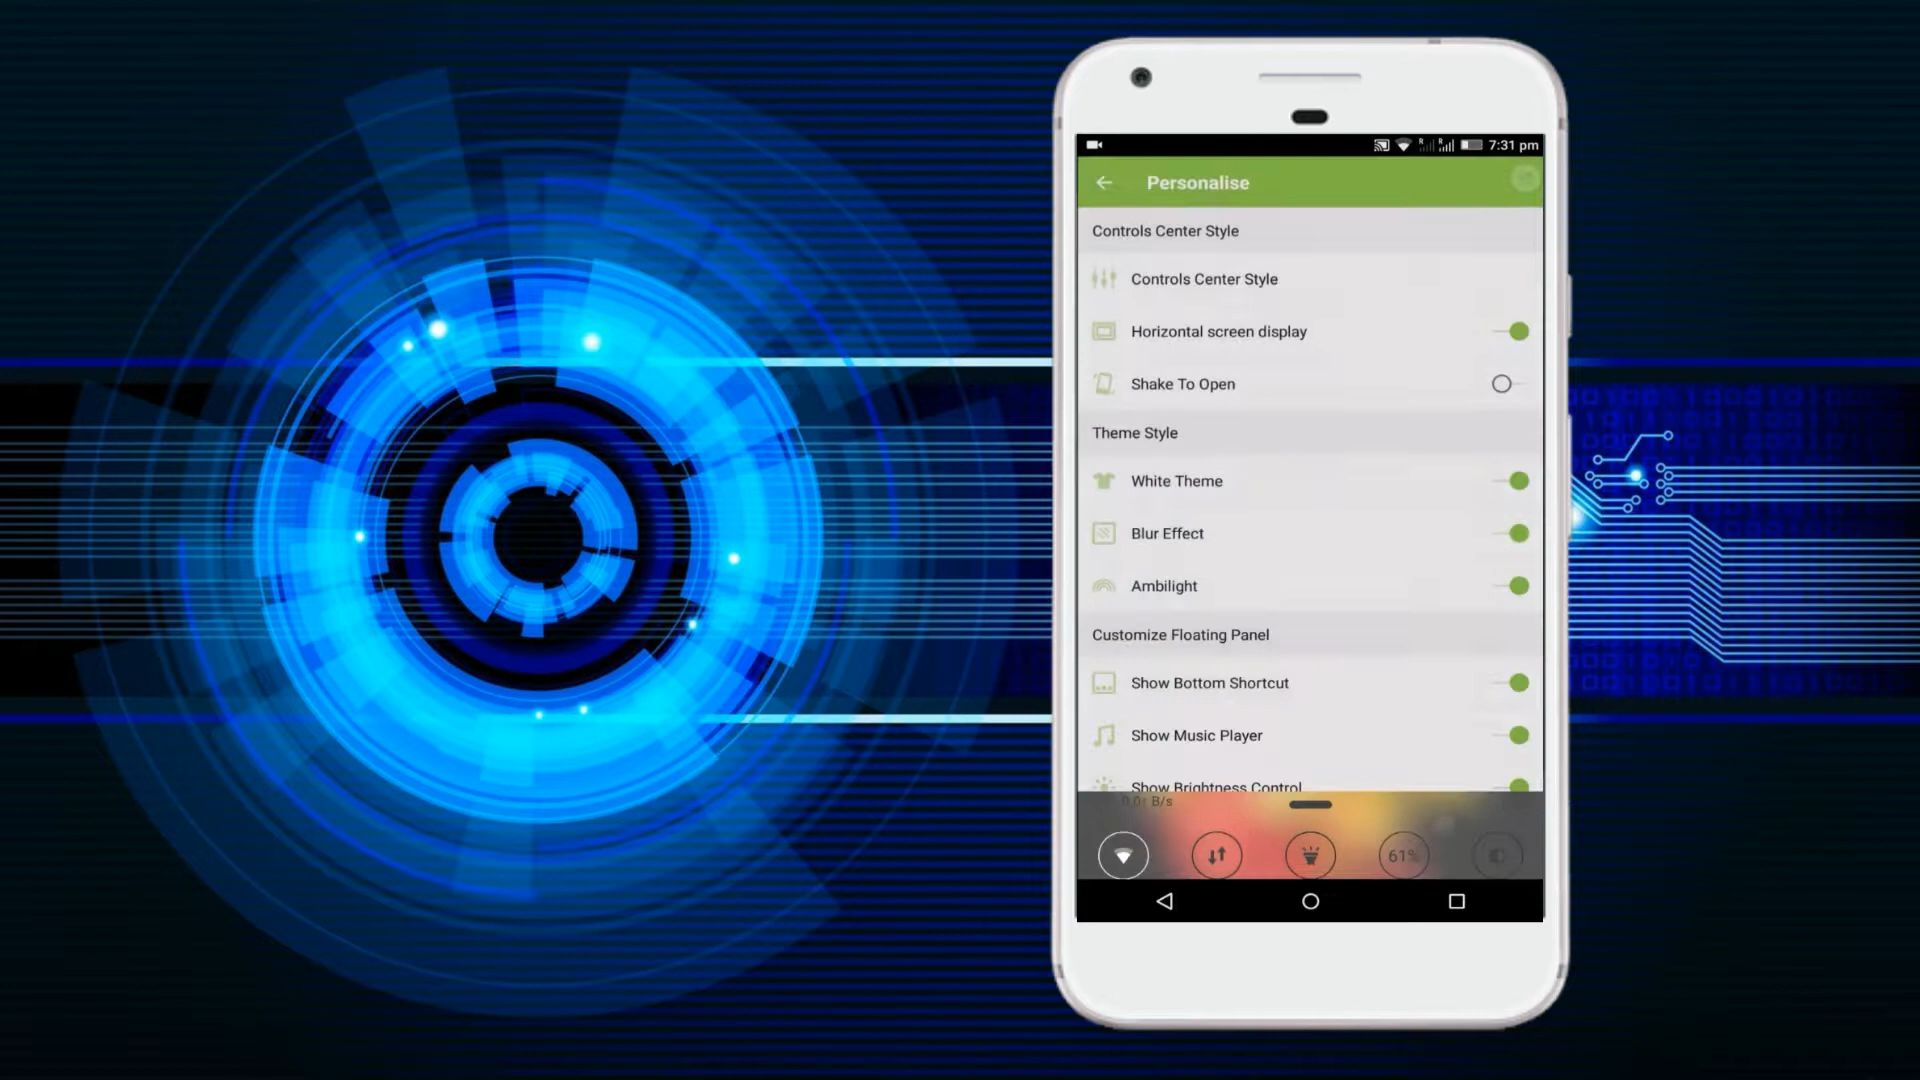 7:31 pm
Personalise
Controls Center Style
Controls Center Style
Horizontal screen display
Shake To Open
Theme Style
White Theme
Blur Effect
Ambilight
Customize Floating Panel
Show Bottom Shortcut
Show Music Player
Show Brightness Control
B/s
61%